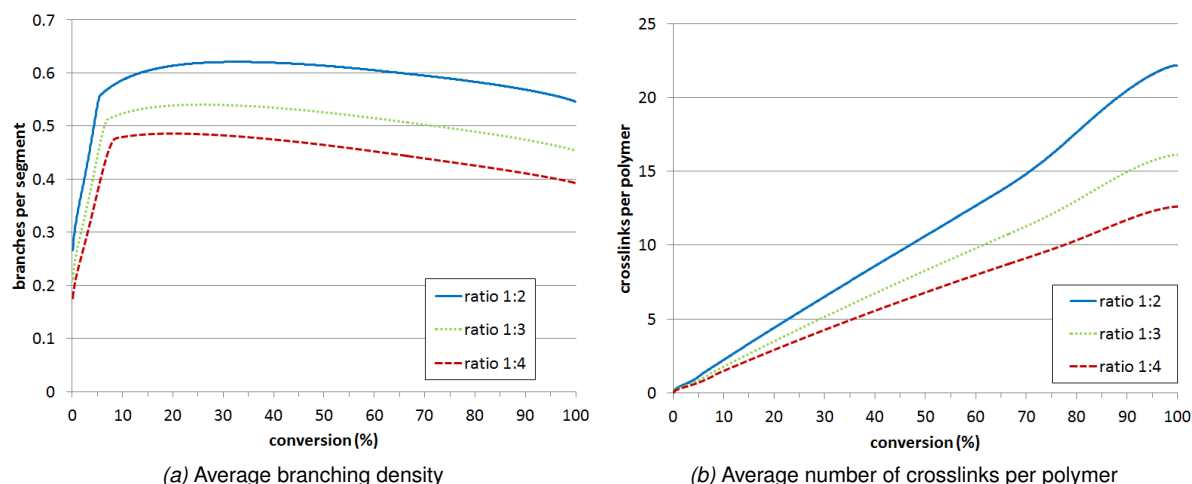 0.7
0.6
0.5
0.4
0.3
0.2
0.1
0
branches per segment
0 10 20 30 40 50 60 70 80 90 100
conversion (%)
ratio 1:2
ratio 1:3
ratio 1:4
(a) Average branching density
25
20
15
10
5
0
crosslinks per polymer
0 10 20 30 40 50 60 70 80 90 100
conversion (%)
ratio 1:2
ratio 1:3
ratio 1:4
(b) Average number of crosslinks per polymer